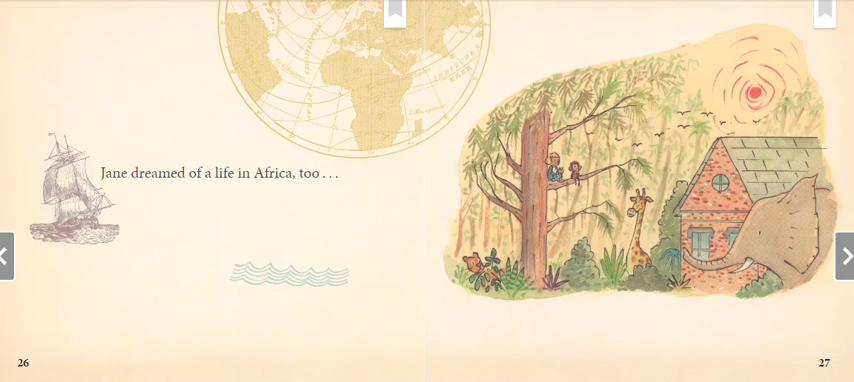 Jane dreamed of a life in Africa, too . . .
26
27